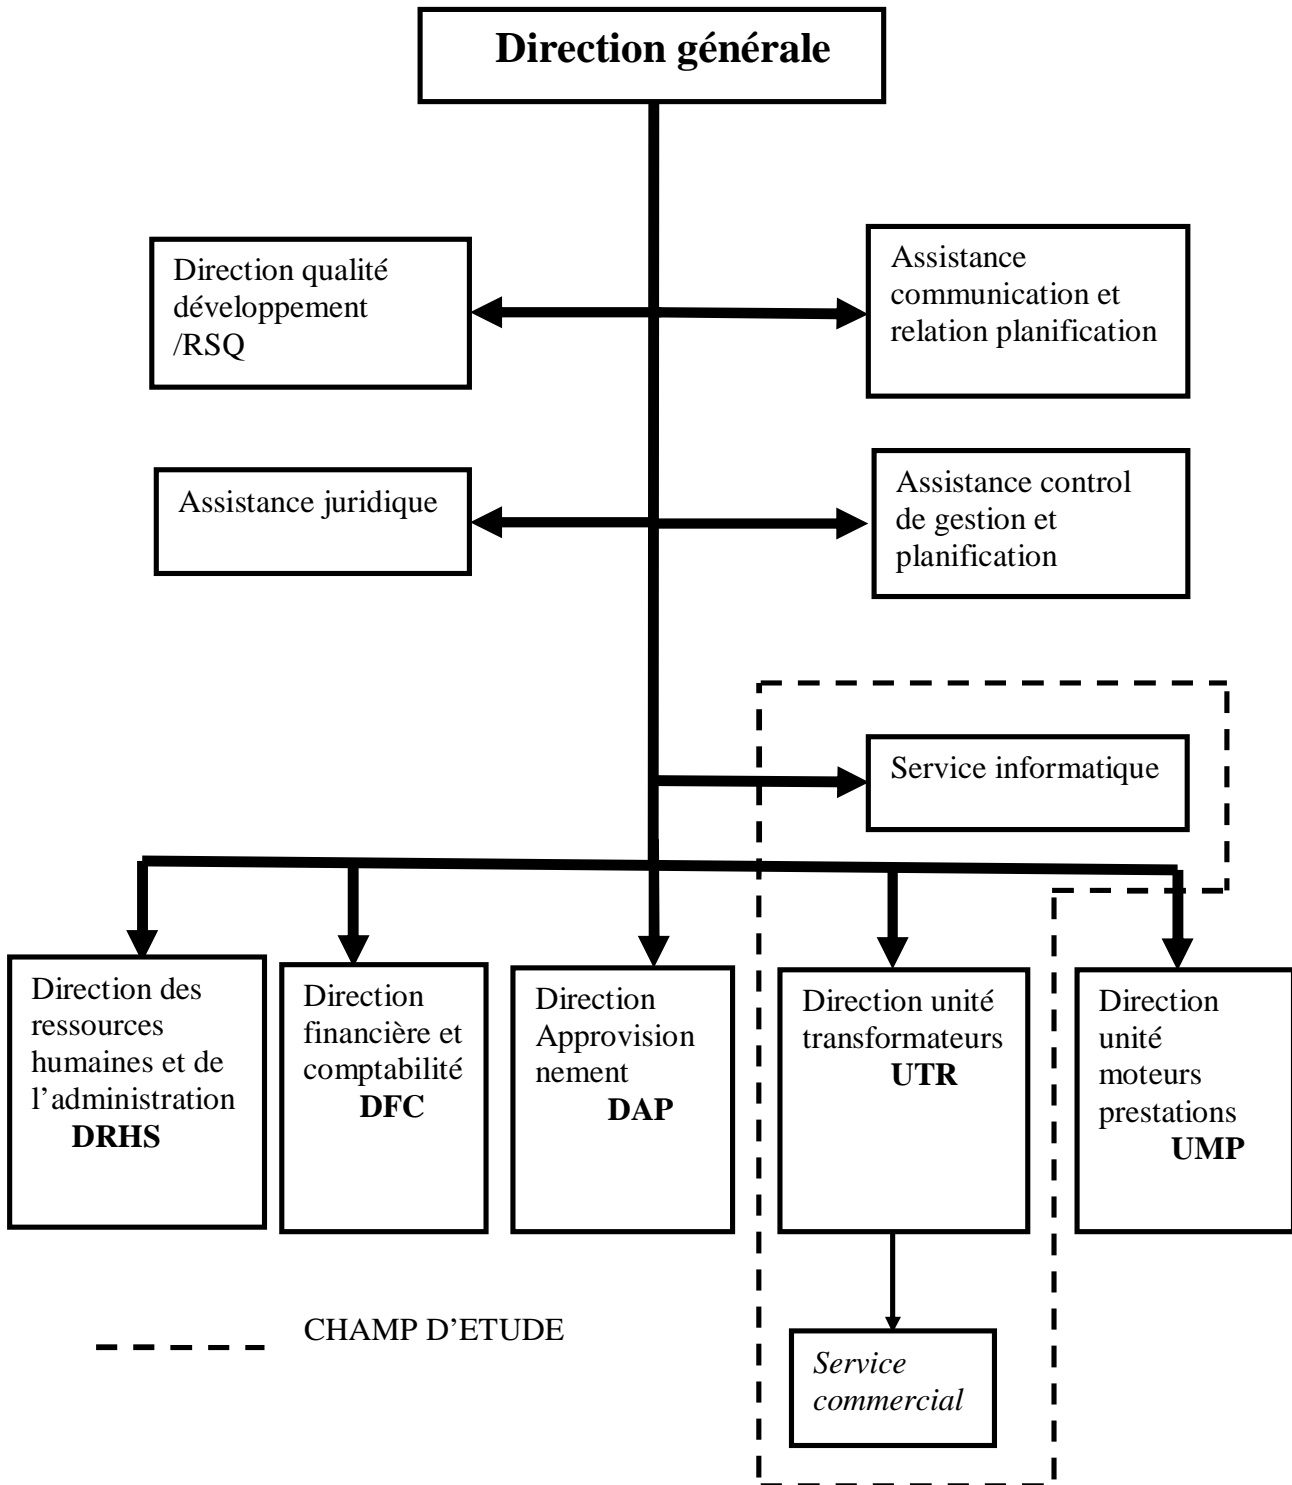 Direction générale
Direction qualité
développement
/RSQ
Assistance
communication et
relation planification
Assistance juridique
Assistance control
de gestion et
planification
Service informatique
Direction des
ressources
humaines et de
l’administration
DRHS
Direction
financière et
comptabilité
DFC
Direction
Approvision
nement
DAP
Direction unité
transformateurs
UTR
Direction
unité
moteurs
prestations
UMP
CHAMP D’ETUDE
Service
commercial